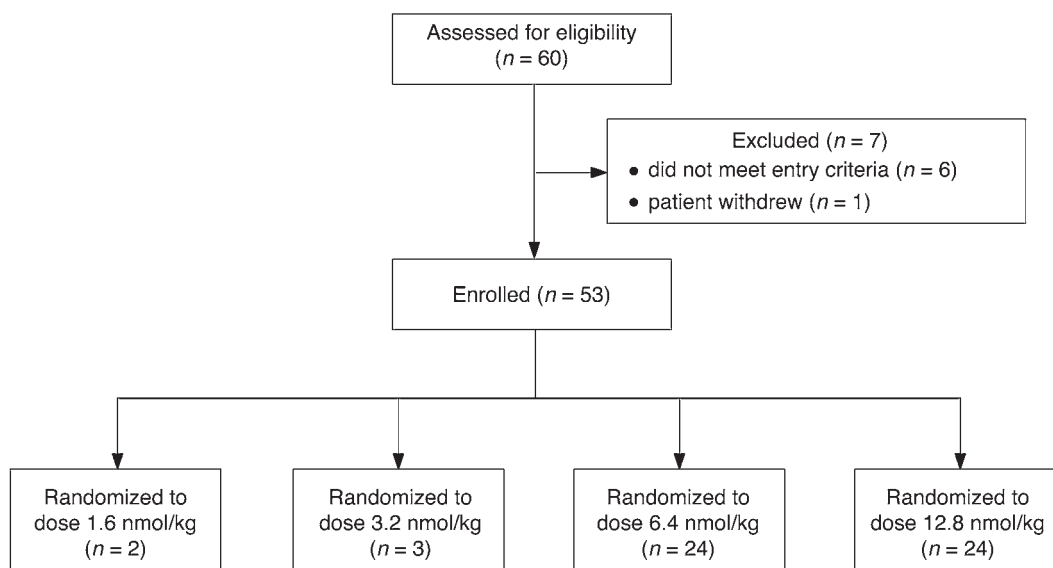 Assessed for eligibility
(n = 60)
Excluded (n = 7)
• did not meet entry criteria (n = 6)
• patient withdrew (n = 1)
Enrolled (n = 53)
Randomized to
dose 1.6 nmol/kg
(n = 2)
Randomized to
dose 3.2 nmol/kg
(n = 3)
Randomized to
dose 6.4 nmol/kg
(n = 24)
Randomized to
dose 12.8 nmol/kg
(n = 24)